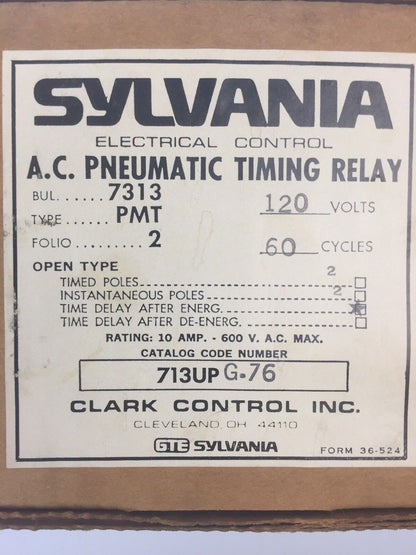 SYLVANIA
ELECTRICAL CONTROL
A.C. PNEUMATIC TIMING RELAY
BUL. . . . . . 7313 120 VOLTS
TYPE. . . . . . PMT
FOLIO . . . . . . . . . 2 60 CYCLES
OPEN TYPE
TIMED POLES 2
INSTANTANEOUS POLES 2
TIME DELAY AFTER ENERG.
TIME DELAY AFTER DE-ENERG.
RATING: 10 AMP. - 600 V. A.C. MAX.
CATALOG CODE NUMBER
713UP G-76
CLARK CONTROL INC.
CLEVELAND, OH 44110
GTE SYLVANIA
FORM 36-524